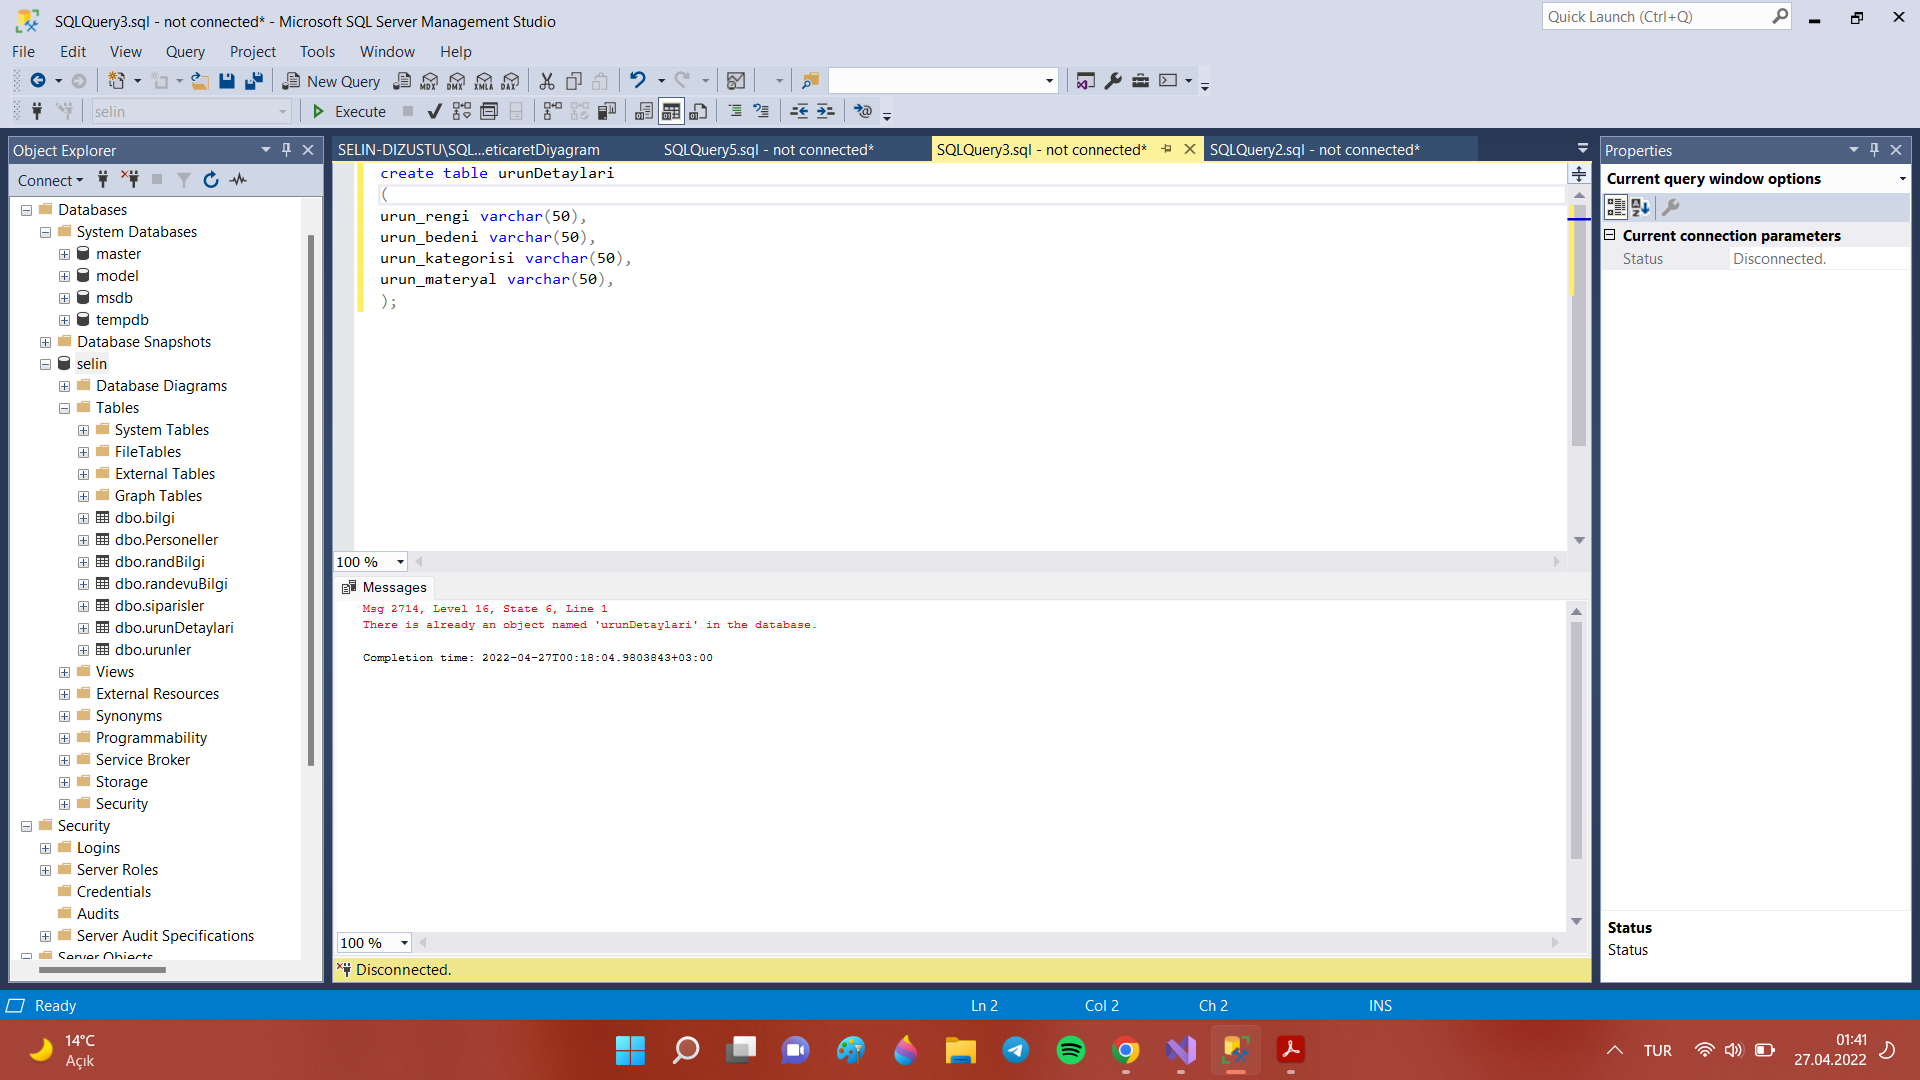 SQLQuery3.sql - not connected* - Microsoft SQL Server Management Studio
Quick Launch (Ctrl+Q)
File Edit View Query Project Tools Window Help
New Query
MDX DMX XMLA DAX
selin
Execute
Object Explorer
Connect
Databases
System Databases
master
model
msdb
tempdb
Database Snapshots
selin
Database Diagrams
Tables
System Tables
FileTables
External Tables
Graph Tables
dbo.bilgi
dbo.Personeller
dbo.randBilgi
dbo.randevuBilgi
dbo.siparisler
dbo.urunDetaylari
dbo.urunler
Views
External Resources
Synonyms
Programmability
Service Broker
Storage
Security
Security
Logins
Server Roles
Credentials
Audits
Server Audit Specifications
Server Objects
SELIN-DIZUSTU\SQL...eticaretDiyagram
SQLQuery5.sql - not connected*
SQLQuery3.sql - not connected*
SQLQuery2.sql - not connected*
create table urunDetaylari
(
urun_rengi varchar(50),
urun_bedeni varchar(50),
urun_kategorisi varchar(50),
urun_materyal varchar(50),
);
100 %
Messages
Msg 2714, Level 16, State 6, Line 1
There is already an object named 'urunDetaylari' in the database.
Completion time: 2022-04-27T00:18:04.9803843+03:00
100 %
Disconnected.
Properties
Current query window options
Current connection parameters
Status Disconnected.
Status
Status
Ready
Ln 2 Col 2 Ch 2 INS
14°C
Açık
TUR
01:41
27.04.2022